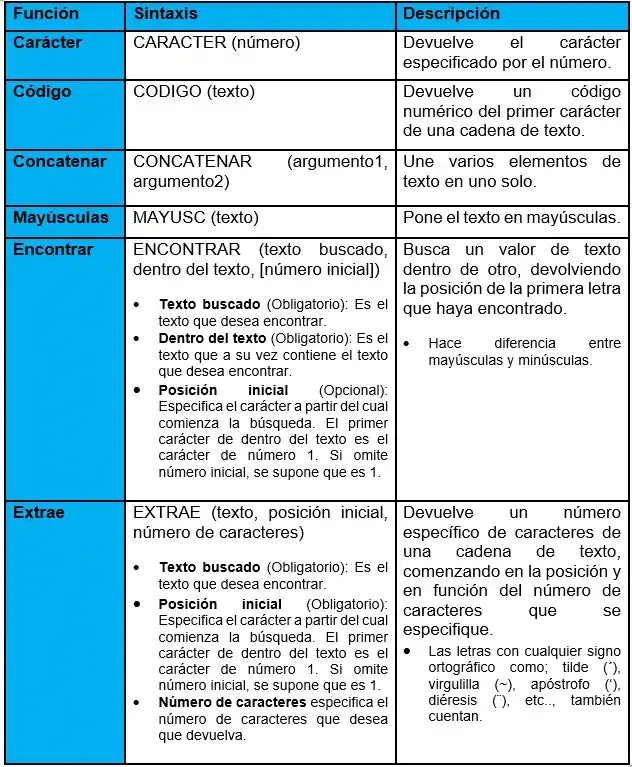 Función Sintaxis Descripción
Carácter CARACTER (número) Devuelve el carácter
especificado por el número.
Código CODIGO (texto) Devuelve un código
numérico del primer carácter
de una cadena de texto.
Concatenar CONCATENAR (argumento1, Une varios elementos de
argumento2) texto en uno solo.
Mayúsculas MAYUSC (texto) Pone el texto en mayúsculas.
Encontrar
ENCONTRAR (texto buscado,
dentro del texto, [número inicial])
• Texto buscado (Obligatorio): Es el
texto que desea encontrar.
• Dentro del texto (Obligatorio): Es el
texto que a su vez contiene el texto
que desea encontrar.
• Posición inicial (Opcional):
Especifica el carácter a partir del cual
comienza la búsqueda. El primer
carácter de dentro del texto es el
carácter de número 1. Si omite
número inicial, se supone que es 1.
Busca un valor de texto
dentro de otro, devolviendo
la posición de la primera letra
que haya encontrado.
• Hace diferencia entre
mayúsculas y minúsculas.
Extrae
EXTRAE (texto, posición inicial,
número de caracteres)
• Texto buscado (Obligatorio): Es el
texto que desea encontrar.
• Posición inicial (Obligatorio):
Especifica el carácter a partir del cual
comienza la búsqueda. El primer
carácter de dentro del texto es el
carácter de número 1. Si omite
número inicial, se supone que es 1.
• Número de caracteres especifica el
número de caracteres que desea
que devuelva.
Devuelve un número
específico de caracteres de
una cadena de texto,
comenzando en la posición y
en función del número de
caracteres que se
especifique.
• Las letras con cualquier signo
ortográfico como; tilde (´),
virgulilla (~), apóstrofo (‘),
diéresis (¨), etc.., también
cuentan.